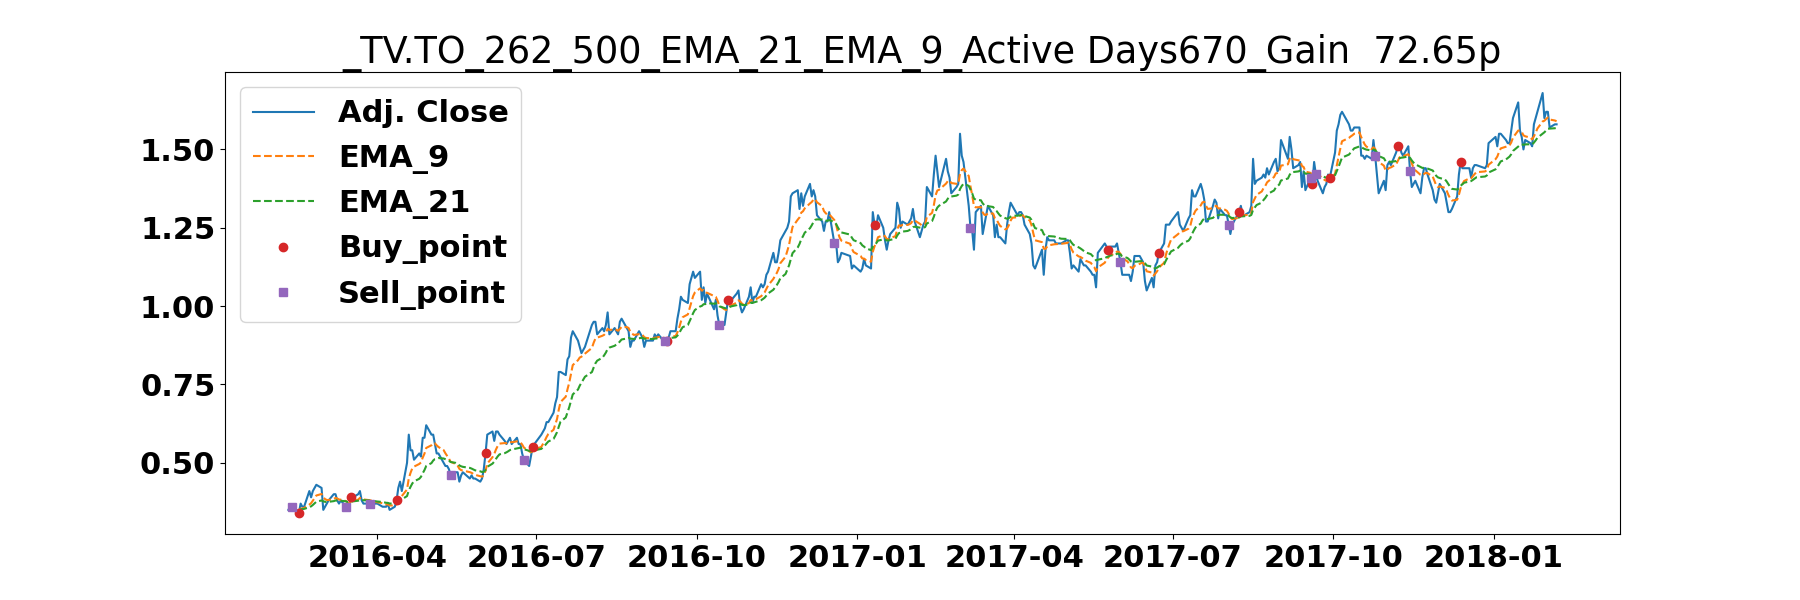 _TV.TO_262_500_EMA_21_EMA_9_Active Days670_Gain  72.65p
Adj. Close
EMA_9
EMA_21
Buy_point
Sell_point
1.50
1.25
1.00
0.75
0.50
2016-04 2016-07 2016-10 2017-01 2017-04 2017-07 2017-10 2018-01